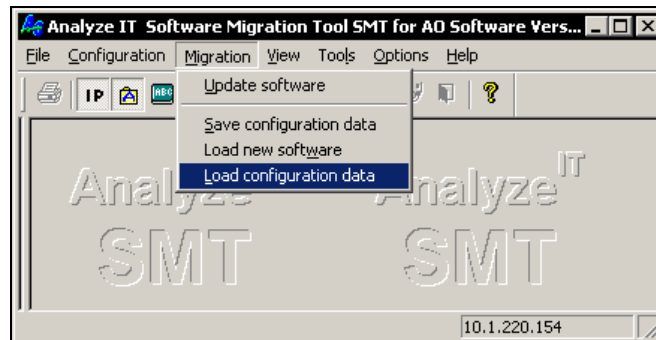 Analyze IT Software Migration Tool SMT for AO Software Vers...
File Configuration Migration View Tools Options Help
IP ABC
Update software
Save configuration data
Load new software
Load configuration data
Analyze Analyze IT
SMT SMT
10.1.220.154